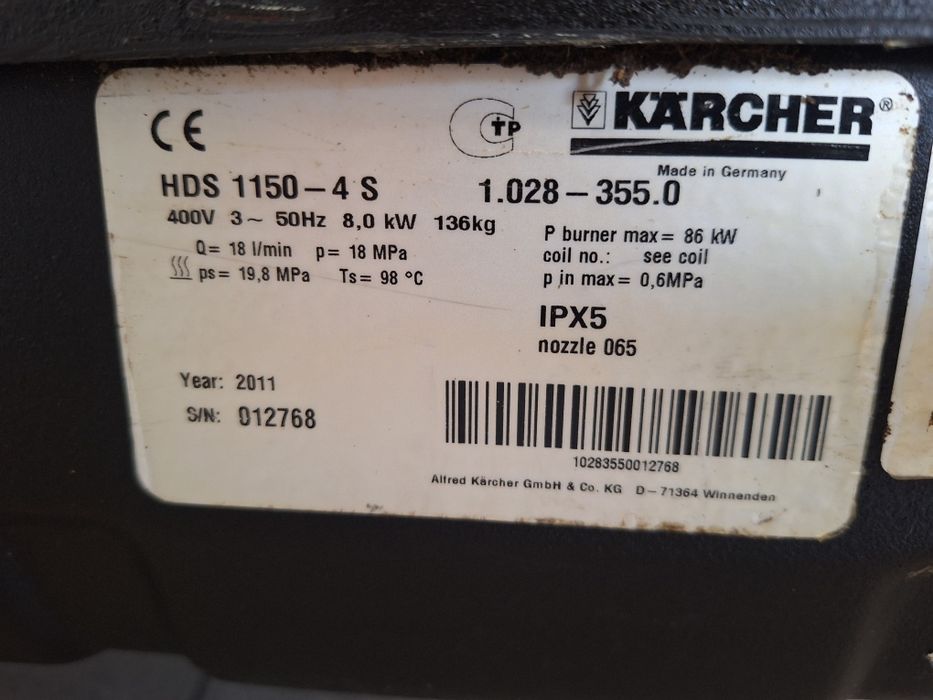 CE
CTP
KÄRCHER®
Made in Germany
HDS 1150–4 S 1.028–355.0
400V 3~ 50Hz 8,0 kW 136kg
Q= 18 l/min p= 18 MPa
ps= 19,8 MPa Ts= 98 °C
P burner max= 86 kW
coil no.: see coil
p in max= 0,6MPa
IPX5
nozzle 065
Year: 2011
S/N: 012768
10283550012768
Alfred Kärcher GmbH & Co. KG D–71364 Winnenden